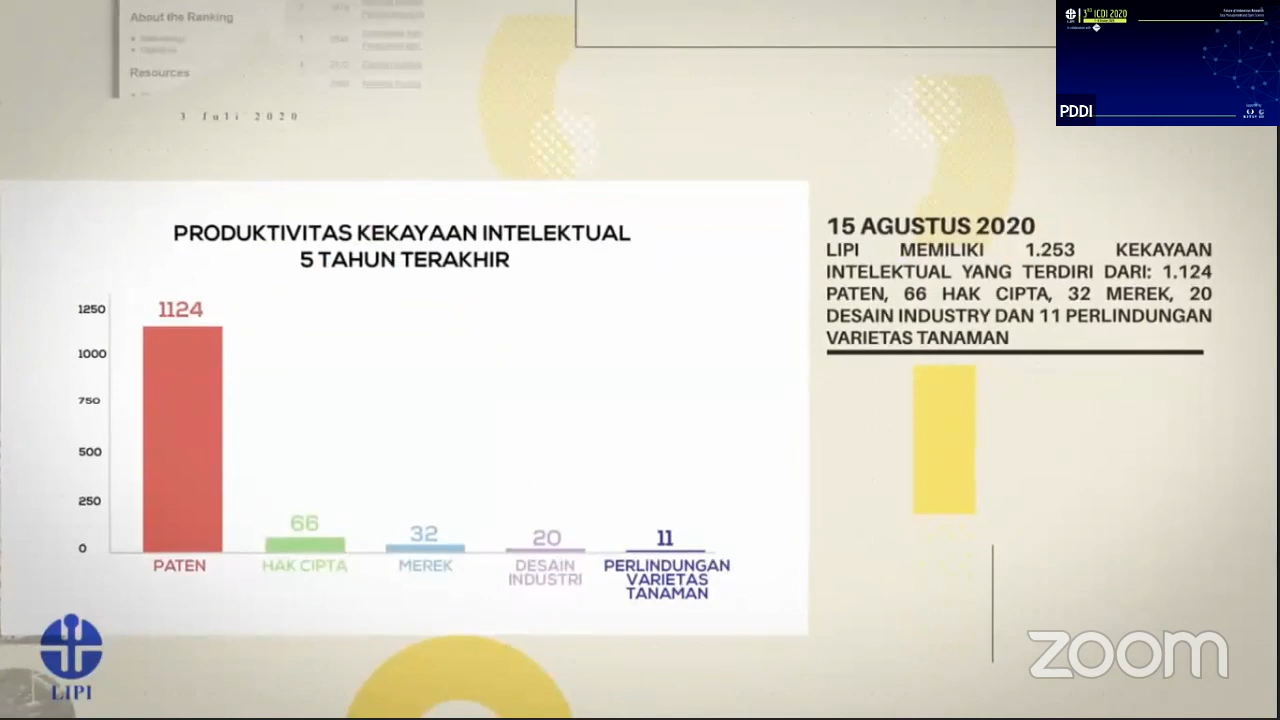 About the Ranking
Resources
3 Juli 2020
3RD ICDI 2020
LIPI
PDDI
PRODUKTIVITAS KEKAYAAN INTELEKTUAL
5 TAHUN TERAKHIR
1250
1000
750
500
250
0
1124
66
32
20
11
PATEN
HAK CIPTA
MEREK
DESAIN
INDUSTRI
PERLINDUNGAN
VARIETAS
TANAMAN
15 AGUSTUS 2020
LIPI MEMILIKI 1.253 KEKAYAAN
INTELEKTUAL YANG TERDIRI DARI: 1.124
PATEN, 66 HAK CIPTA, 32 MEREK, 20
DESAIN INDUSTRY DAN 11 PERLINDUNGAN
VARIETAS TANAMAN
LIPI
zoom